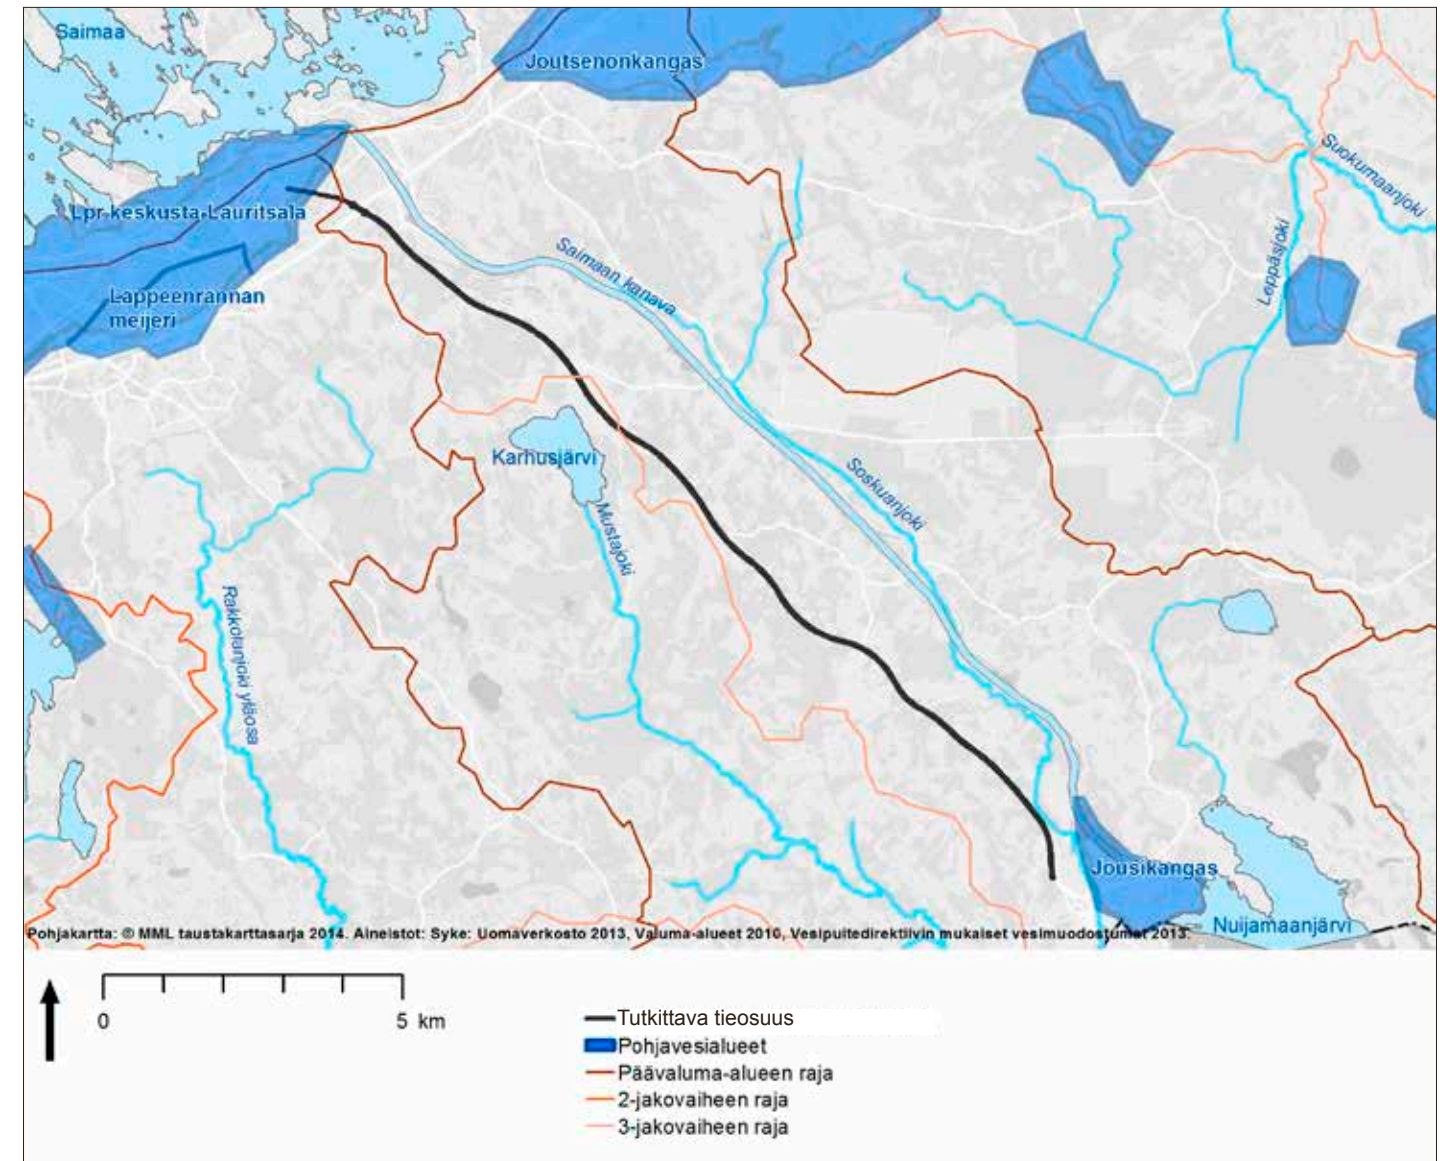 Saimaa
Joutsenonkangas
Suokumaanjoki
Lpr keskusta-Lauritsala
Saimaan kanava
Leppäsjoki
Lappeenrannan
meijeri
Karhusjärvi
Soskuanjoki
Mustajoki
Rakkolanjoki yläosa
Jousikangas
Nuijamaanjärvi
Pohjakartta: © MML taustakarttasarja 2014. Aineistot: Syke: Uomaverkosto 2013, Valuma-alueet 2010, Vesipuitedirektiivin mukaiset vesimuodostumat 2013.
0 5 km
Tutkittava tieosuus
Pohjavesialueet
Päävaluma-alueen raja
2-jakovaiheen raja
3-jakovaiheen raja